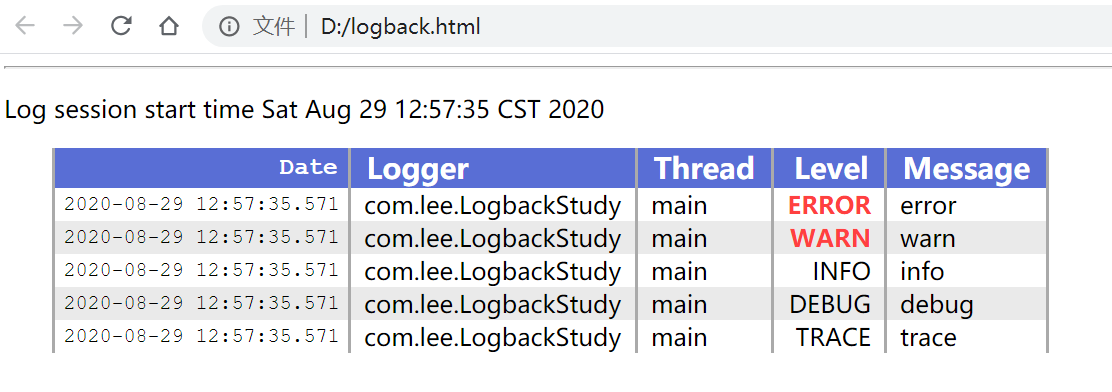 文件 D:/logback.html
Log session start time Sat Aug 29 12:57:35 CST 2020
Date Logger Thread Level Message
2020-08-29 12:57:35.571 com.lee.LogbackStudy main ERROR error
2020-08-29 12:57:35.571 com.lee.LogbackStudy main WARN warn
2020-08-29 12:57:35.571 com.lee.LogbackStudy main INFO info
2020-08-29 12:57:35.571 com.lee.LogbackStudy main DEBUG debug
2020-08-29 12:57:35.571 com.lee.LogbackStudy main TRACE trace